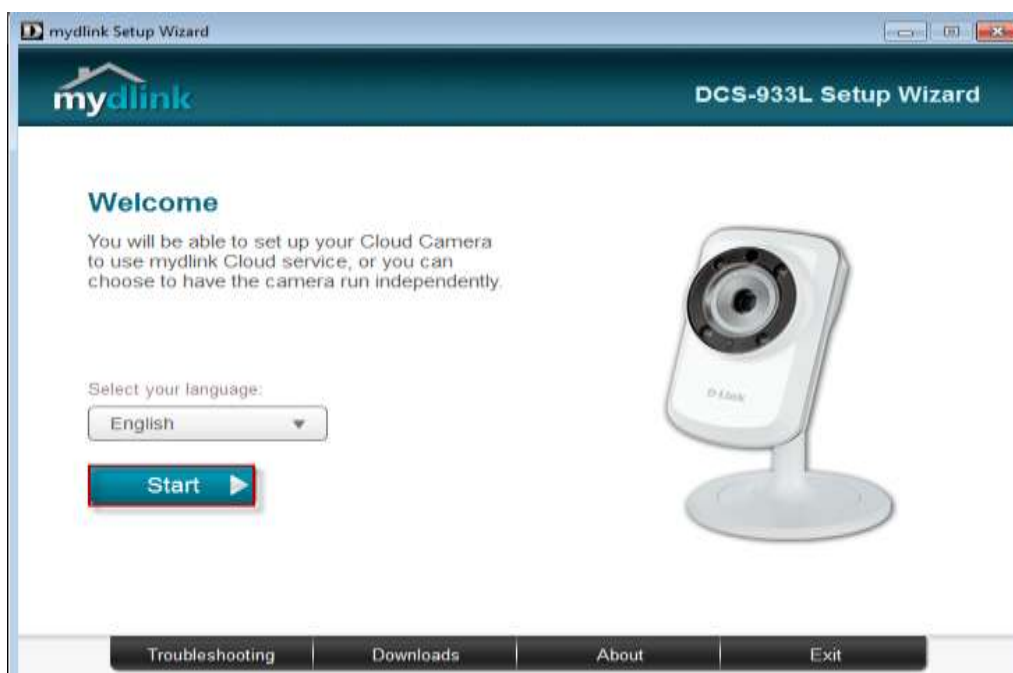 mydlink Setup Wizard
mydlink
DCS-933L Setup Wizard
Welcome
You will be able to set up your Cloud Camera
to use mydlink Cloud service, or you can
choose to have the camera run independently.
Select your language:
English
Start
D-Link
Troubleshooting
Downloads
About
Exit